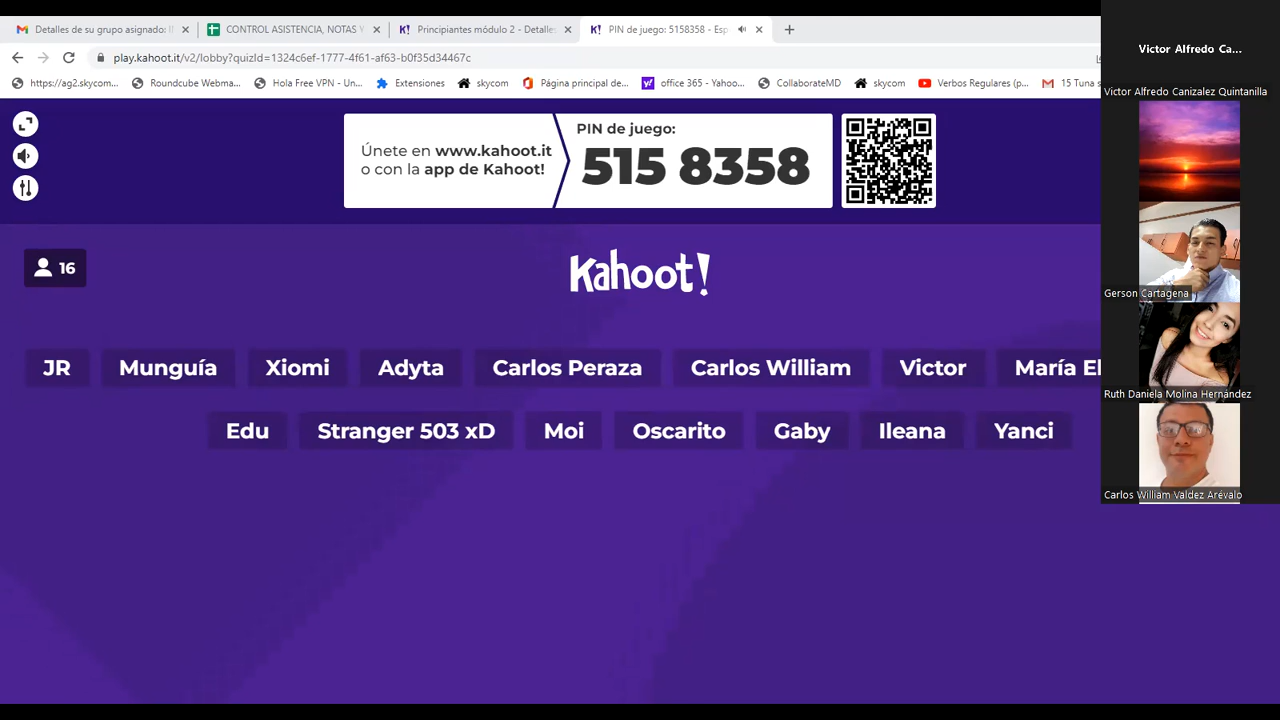 Detalles de su grupo asignado: I
CONTROL ASISTENCIA, NOTAS Y
K! Principiantes módulo 2 - Detalles
K! PIN de juego: 5158358 - Esp
play.kahoot.it/v2/lobby?quizId=1324c6ef-1777-4f61-af63-b0f35d34467c
https://ag2.skycom...
Roundcube Webma...
Hola Free VPN - Un...
Extensiones
skycom
Página principal de...
office 365 - Yahoo...
CollaborateMD
skycom
Verbos Regulares (p...
15 Tuna s
Únete en www.kahoot.it
o con la app de Kahoot!
PIN de juego:
515 8358
16
Kahoot!
JR
Munguía
Xiomi
Adyta
Carlos Peraza
Carlos William
Victor
María El
Edu
Stranger 503 xD
Moi
Oscarito
Gaby
Ileana
Yanci
Victor Alfredo Ca...
Victor Alfredo Canizalez Quintanilla
Gerson Cartagena
Ruth Daniela Molina Hernández
Carlos William Valdez Arévalo